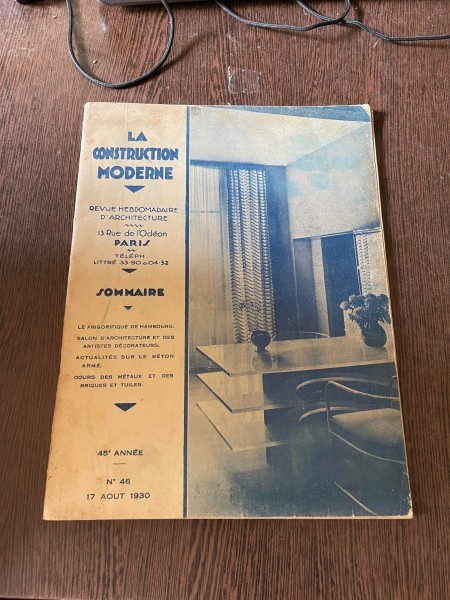 LA
CONSTRUCTION
MODERNE
REVUE HEBDOMADAIRE
D'ARCHITECTURE
13 Rue de l'Odéon
PARIS
TÉLÉPH.
LITTRÉ 33-90 & 04-52
SOMMAIRE
LE FRIGORIFIQUE DE HAMBOURG.
SALON D'ARCHITECTURE ET DES
ARTISTES DÉCORATEURS.
ACTUALITÉS SUR LE BÉTON
ARMÉ.
COURS DES MÉTAUX ET DES
BRIQUES ET TUILES.
45e ANNÉE
N° 46
17 AOUT 1930